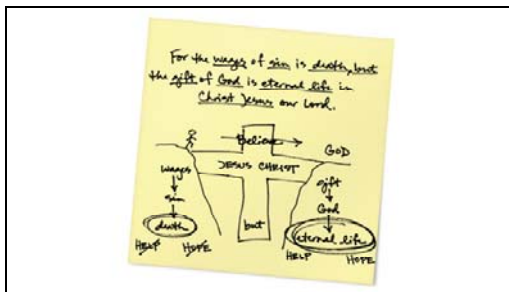 For the wages of sin is death, but
the gift of God is eternal life in
Christ Jesus our Lord.
Believe
GOD
JESUS CHRIST
wages
sin
death
HELP HOPE
but
gift
God
eternal life
HELP HOPE